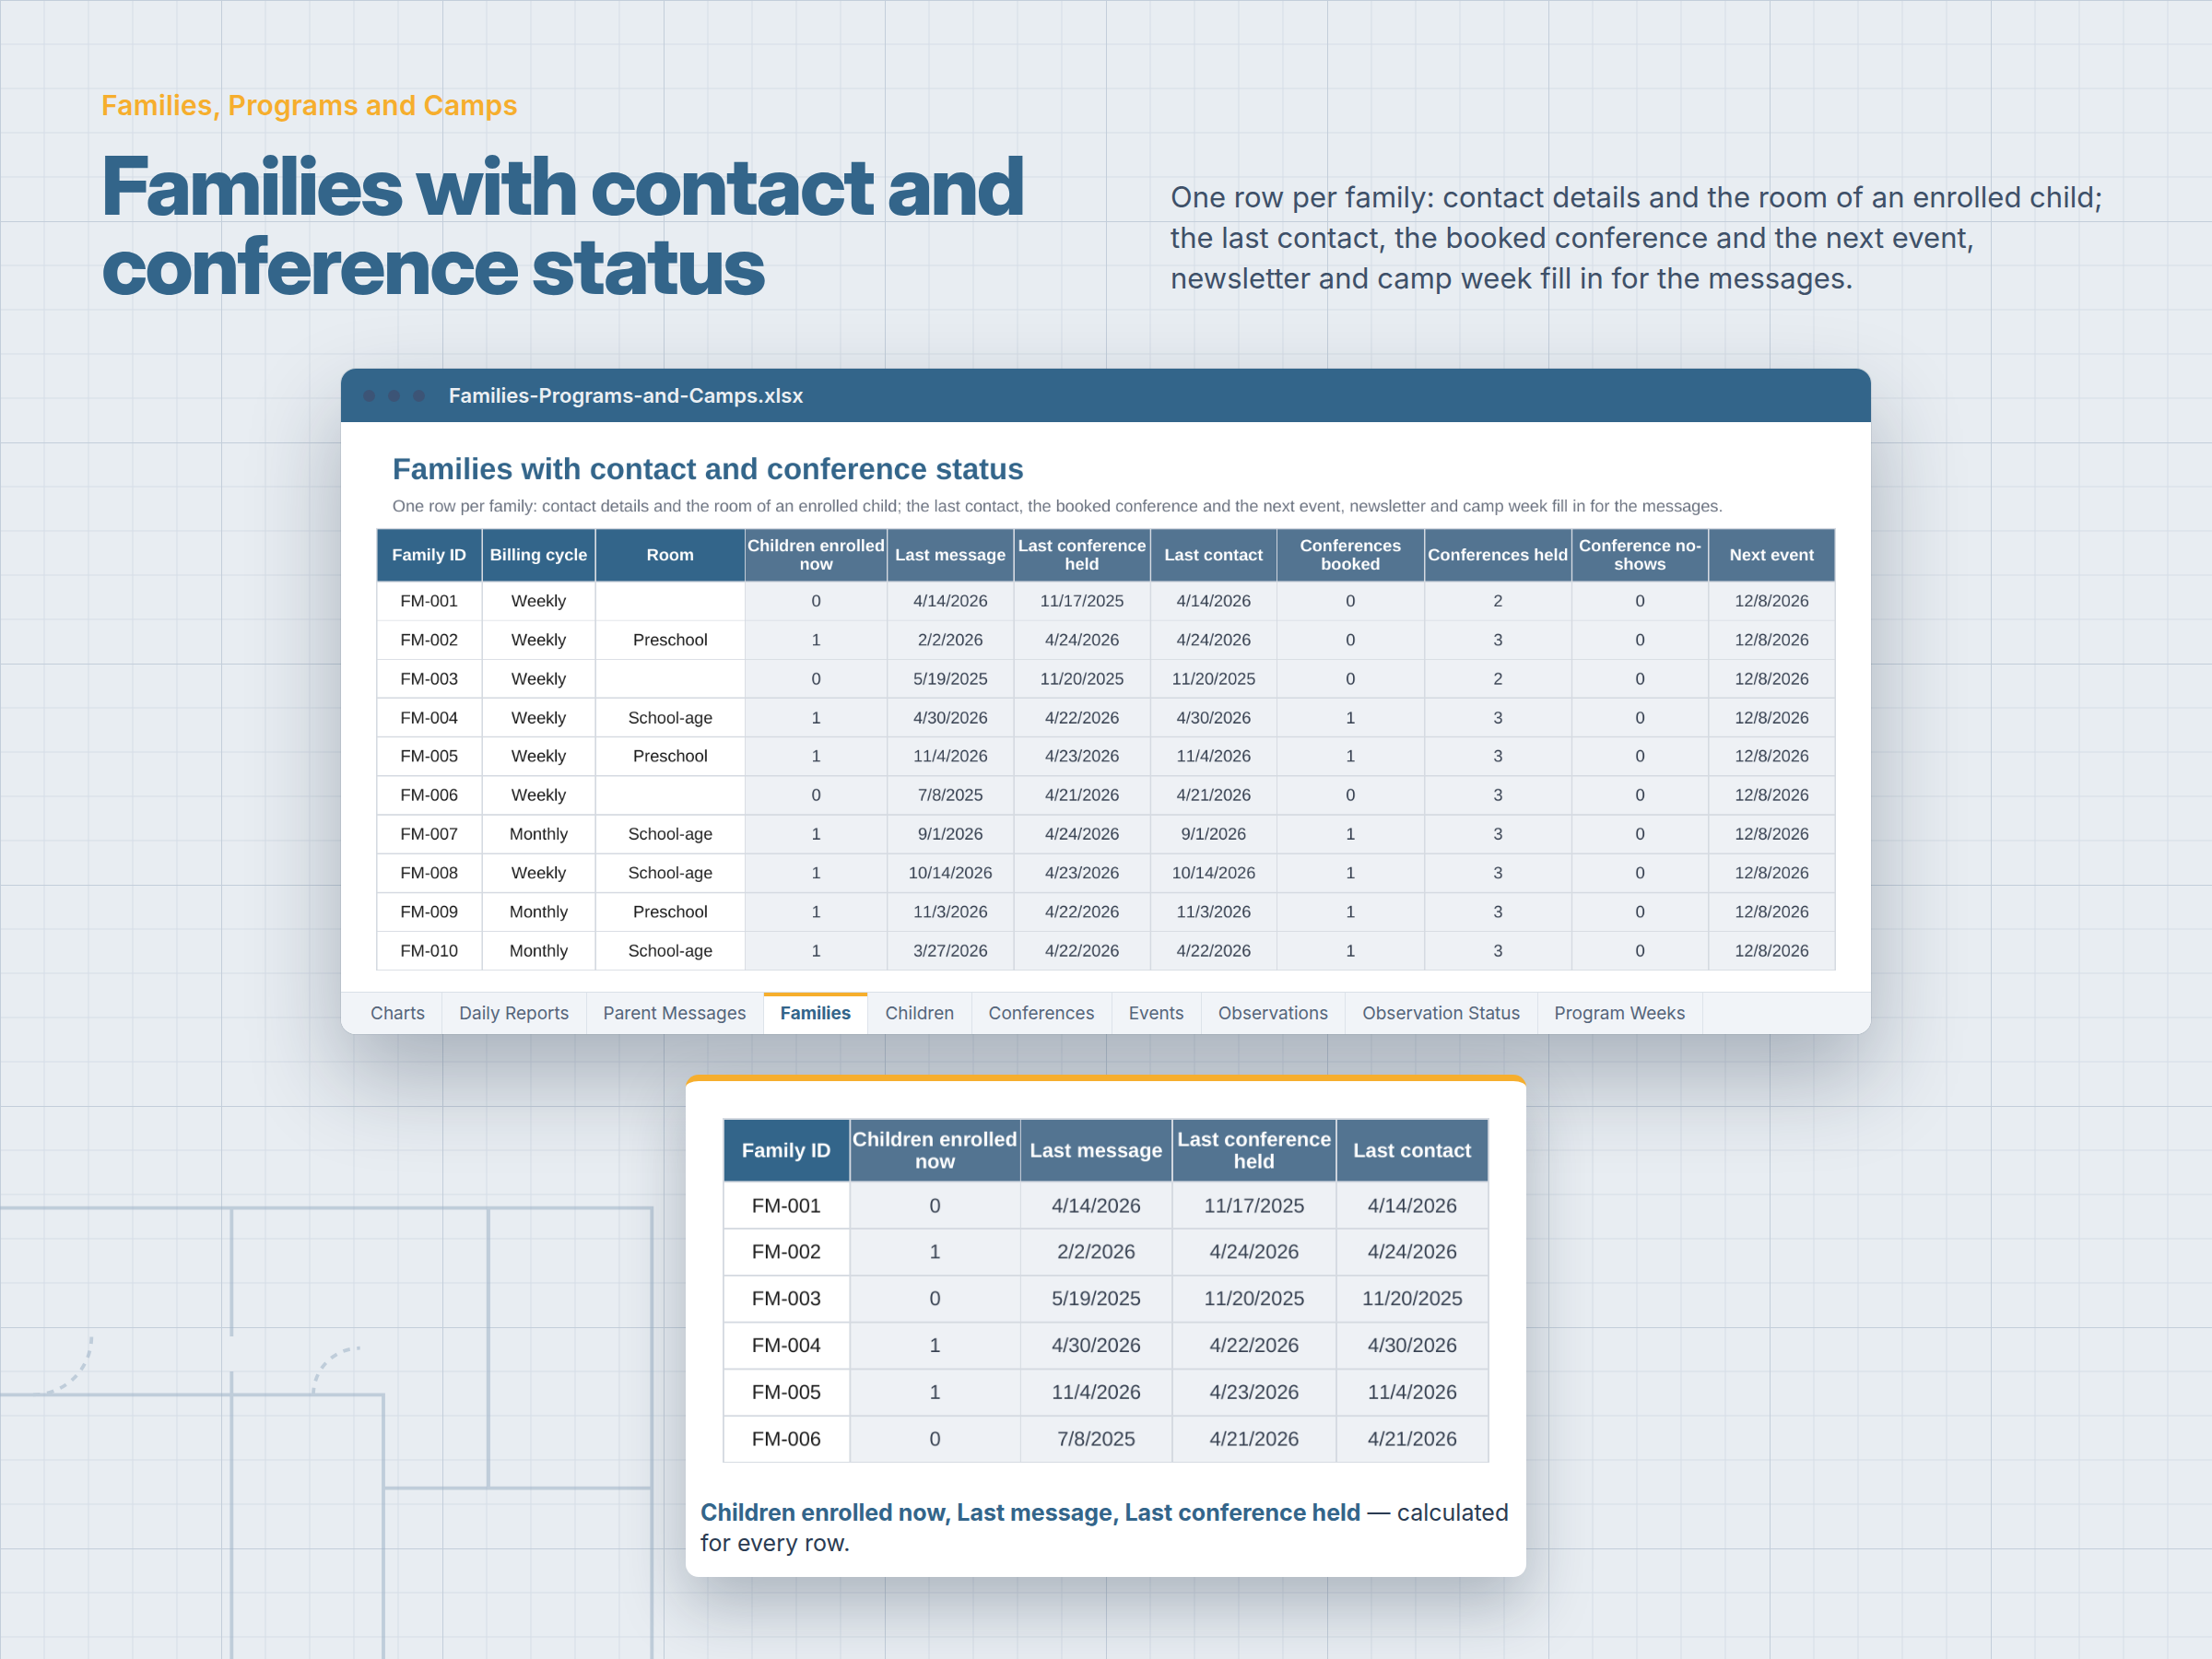 Families, Programs and Camps
Families with contact and
conference status
One row per family: contact details and the room of an enrolled child;
the last contact, the booked conference and the next event,
newsletter and camp week fill in for the messages.
Families-Programs-and-Camps.xlsx
Families with contact and conference status
One row per family: contact details and the room of an enrolled child; the last contact, the booked conference and the next event, newsletter and camp week fill in for the messages.
Family ID Billing cycle Room Children enrolled now Last message Last conference held Last contact Conferences booked Conferences held Conference no-shows Next event
FM-001 Weekly 0 4/14/2026 11/17/2025 4/14/2026 0 2 0 12/8/2026
FM-002 Weekly Preschool 1 2/2/2026 4/24/2026 4/24/2026 0 3 0 12/8/2026
FM-003 Weekly 0 5/19/2025 11/20/2025 11/20/2025 0 2 0 12/8/2026
FM-004 Weekly School-age 1 4/30/2026 4/22/2026 4/30/2026 1 3 0 12/8/2026
FM-005 Weekly Preschool 1 11/4/2026 4/23/2026 11/4/2026 1 3 0 12/8/2026
FM-006 Weekly 0 7/8/2025 4/21/2026 4/21/2026 0 3 0 12/8/2026
FM-007 Monthly School-age 1 9/1/2026 4/24/2026 9/1/2026 1 3 0 12/8/2026
FM-008 Weekly School-age 1 10/14/2026 4/23/2026 10/14/2026 1 3 0 12/8/2026
FM-009 Monthly Preschool 1 11/3/2026 4/22/2026 11/3/2026 1 3 0 12/8/2026
FM-010 Monthly School-age 1 3/27/2026 4/22/2026 4/22/2026 1 3 0 12/8/2026
Charts Daily Reports Parent Messages Families Children Conferences Events Observations Observation Status Program Weeks
Family ID Children enrolled now Last message Last conference held Last contact
FM-001 0 4/14/2026 11/17/2025 4/14/2026
FM-002 1 2/2/2026 4/24/2026 4/24/2026
FM-003 0 5/19/2025 11/20/2025 11/20/2025
FM-004 1 4/30/2026 4/22/2026 4/30/2026
FM-005 1 11/4/2026 4/23/2026 11/4/2026
FM-006 0 7/8/2025 4/21/2026 4/21/2026
Children enrolled now, Last message, Last conference held — calculated
for every row.